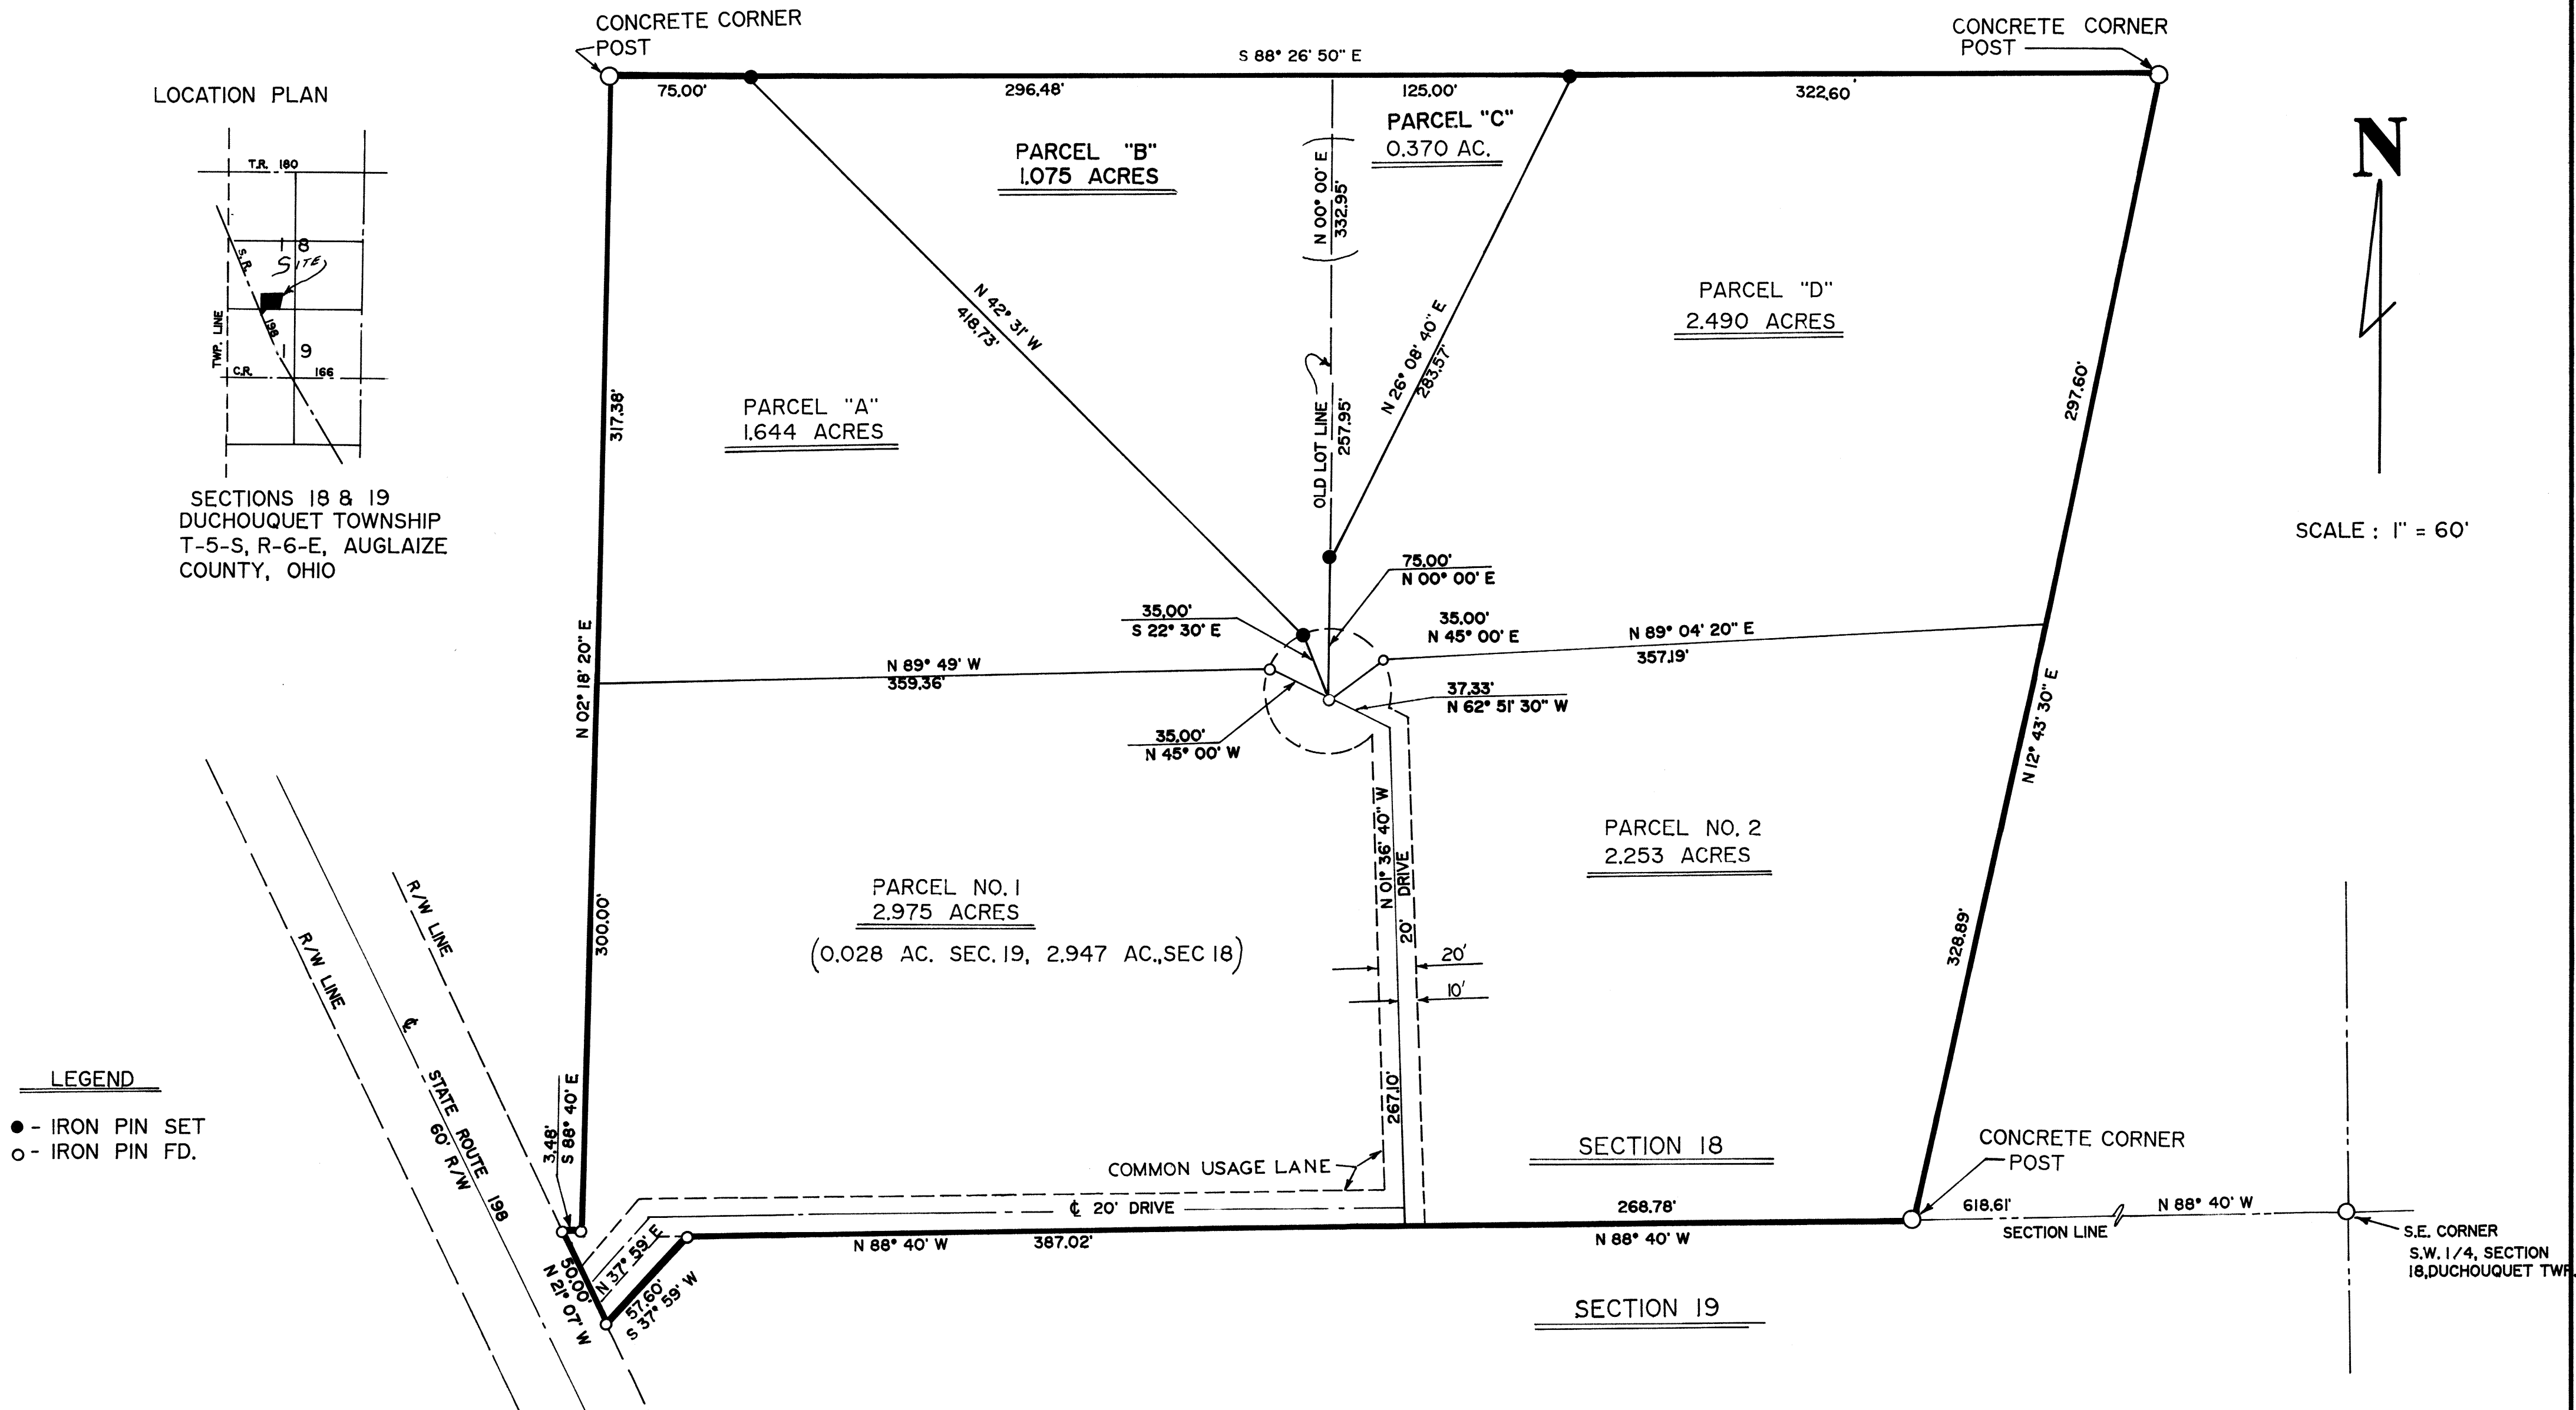 CONCRETE CORNER
POST
CONCRETE CORNER
POST
S 88° 26' 50" E
75.00'
296.48'
125.00'
322.60'
LOCATION PLAN
T.R. 180
18
SITE
S.R.
198
TWP. LINE
19
C.R. 166
SECTIONS 18 & 19
DUCHOUQUET TOWNSHIP
T-5-S, R-6-E, AUGLAIZE
COUNTY, OHIO
PARCEL "B"
1.075 ACRES
PARCEL "C"
0.370 AC.
N 00° 00' E
332.95'
N
N 42° 31' W
418.73'
PARCEL "D"
2.490 ACRES
N 26° 08' 40" E
283.57'
OLD LOT LINE
257.95'
297.60'
PARCEL "A"
1.644 ACRES
317.38'
SCALE : 1" = 60'
75.00'
N 00° 00' E
35.00'
S 22° 30' E
35.00'
N 45° 00' E
N 89° 04' 20" E
357.19'
N 89° 49' W
359.36'
N 02° 18' 20" E
37.33'
N 62° 51' 30" W
35.00'
N 45° 00' W
N 12° 43' 30" E
N 01° 36' 40" W
20' DRIVE
PARCEL NO. 2
2.253 ACRES
PARCEL NO. 1
2.975 ACRES
(0.028 AC. SEC. 19, 2.947 AC., SEC 18)
300.00'
328.89'
20'
10'
R/W LINE
R/W LINE
℄
STATE ROUTE 198
60' R/W
LEGEND
● - IRON PIN SET
○ - IRON PIN FD.
3.48'
S 88° 40' E
267.10'
COMMON USAGE LANE
SECTION 18
CONCRETE CORNER
POST
℄ 20' DRIVE
268.78'
N 88° 40' W
618.61'
SECTION LINE
N 88° 40' W
S.E. CORNER
S.W. 1/4, SECTION
18, DUCHOUQUET TWP.
N 88° 40' W
387.02'
N 37° 59' E
50.00'
N 21° 07' W
57.60'
S 37° 59' W
SECTION 19